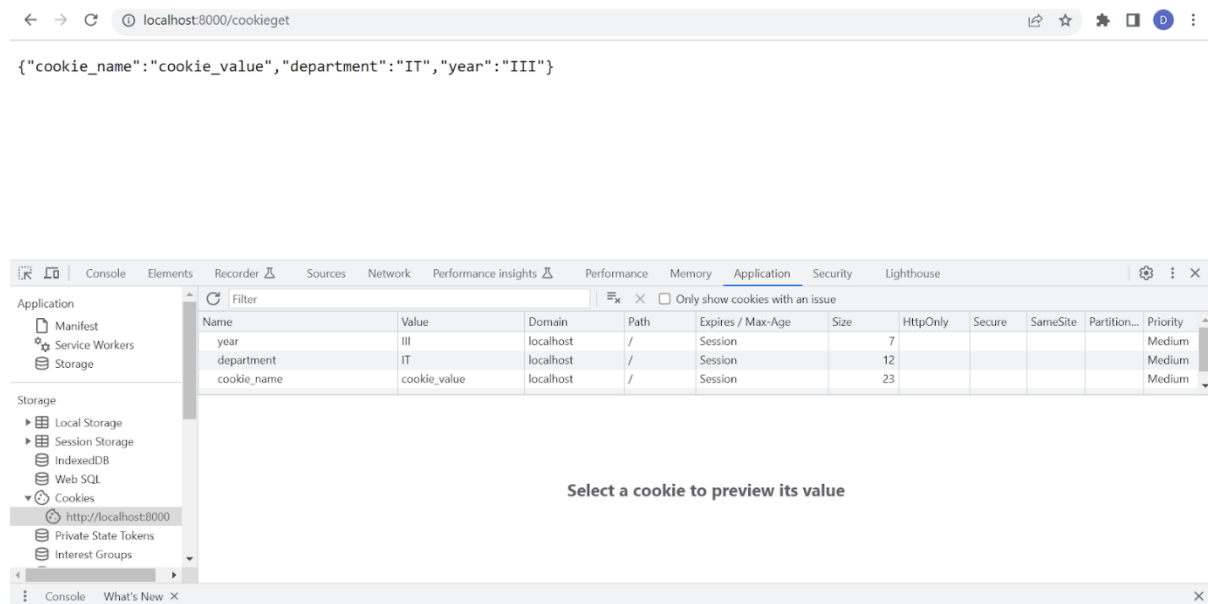 localhost:8000/cookieget
D
{"cookie_name":"cookie_value","department":"IT","year":"III"}
Console Elements Recorder Sources Network Performance insights Performance Memory Application Security Lighthouse
Application
Manifest
Service Workers
Storage
Storage
Local Storage
Session Storage
IndexedDB
Web SQL
Cookies
http://localhost:8000
Private State Tokens
Interest Groups
Filter Only show cookies with an issue
Name Value Domain Path Expires / Max-Age Size HttpOnly Secure SameSite Partition... Priority
year III localhost / Session 7 Medium
department IT localhost / Session 12 Medium
cookie_name cookie_value localhost / Session 23 Medium
Select a cookie to preview its value
Console What's New